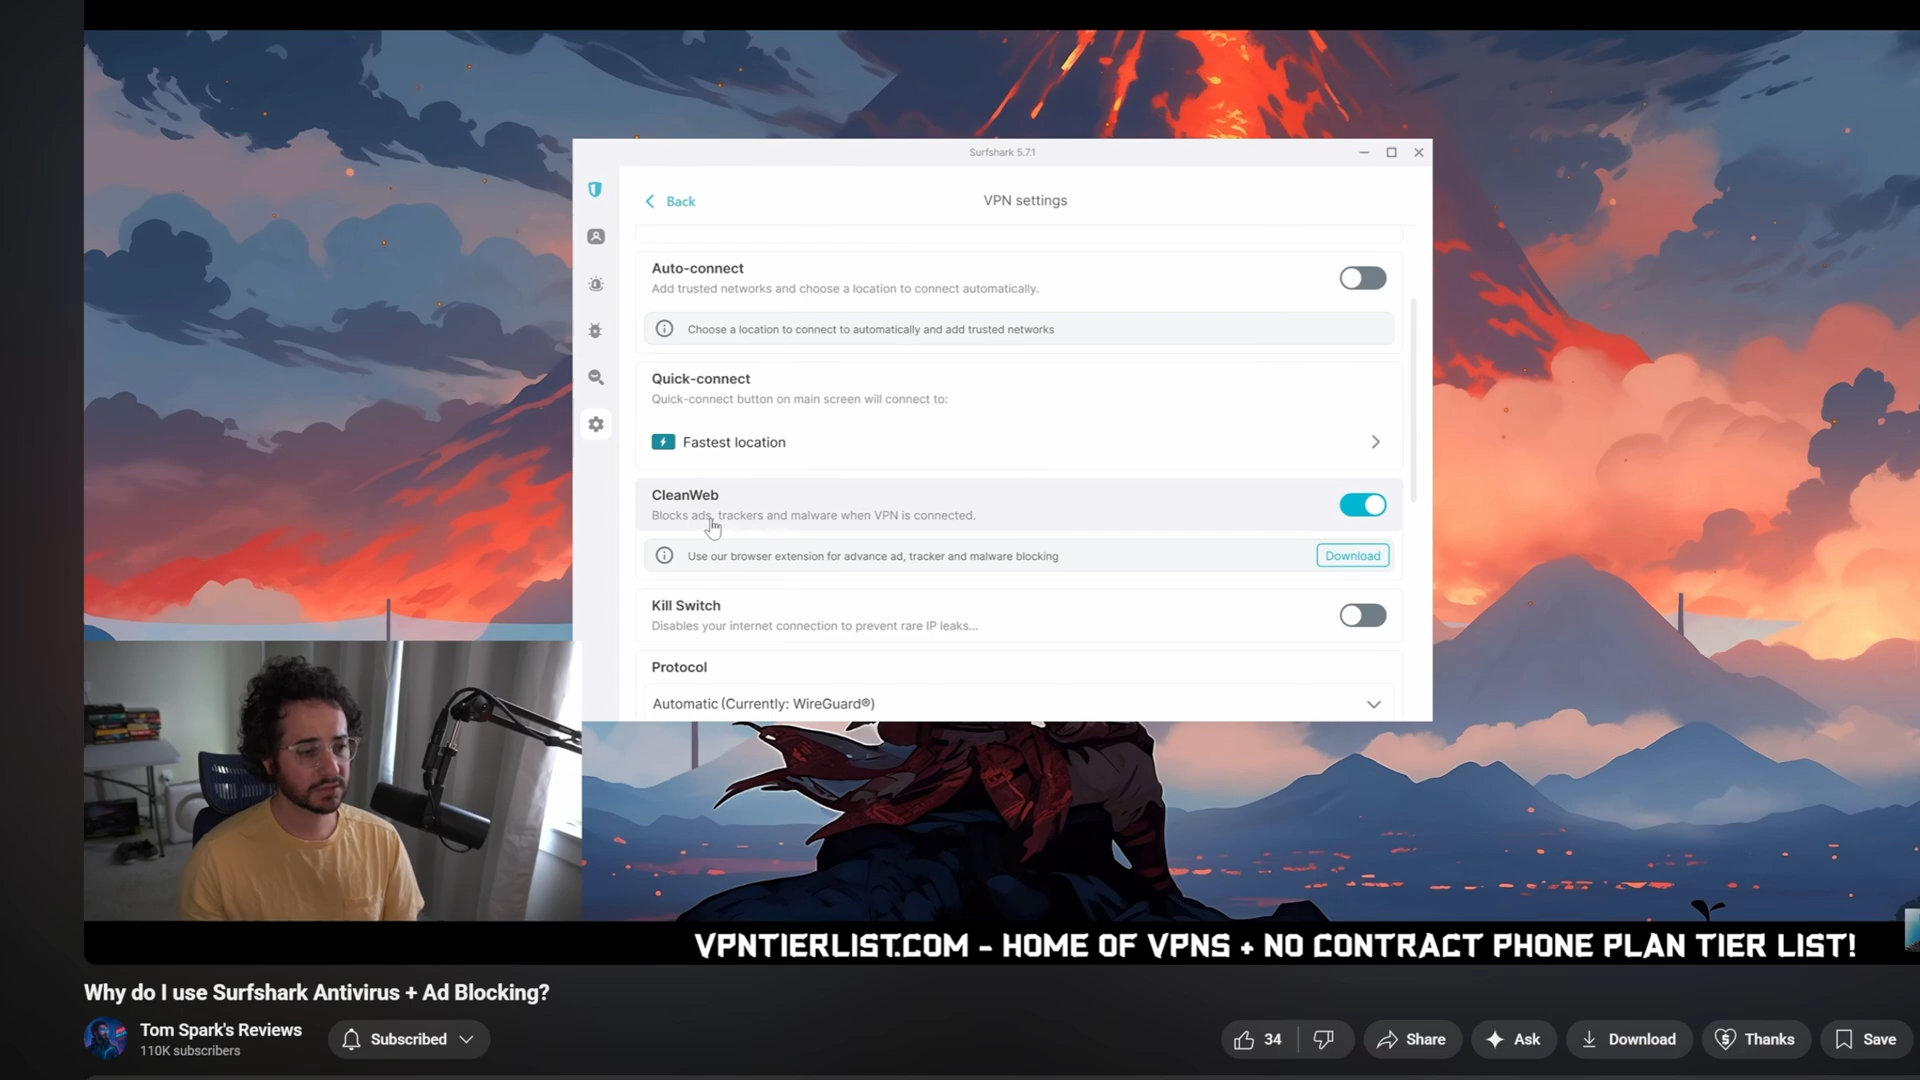 Surfshark 5.7.1
Back
VPN settings
Auto-connect
Add trusted networks and choose a location to connect automatically.
Choose a location to connect to automatically and add trusted networks
Quick-connect
Quick-connect button on main screen will connect to:
Fastest location
CleanWeb
Blocks ads, trackers and malware when VPN is connected.
Use our browser extension for advance ad, tracker and malware blocking
Download
Kill Switch
Disables your internet connection to prevent rare IP leaks...
Protocol
Automatic (Currently: WireGuard®)
VPNTIERLIST.COM - HOME OF VPNS + NO CONTRACT PHONE PLAN TIER LIST!
Why do I use Surfshark Antivirus + Ad Blocking?
Tom Spark's Reviews
110K subscribers
Subscribed
34
Share
Ask
Download
Thanks
Save